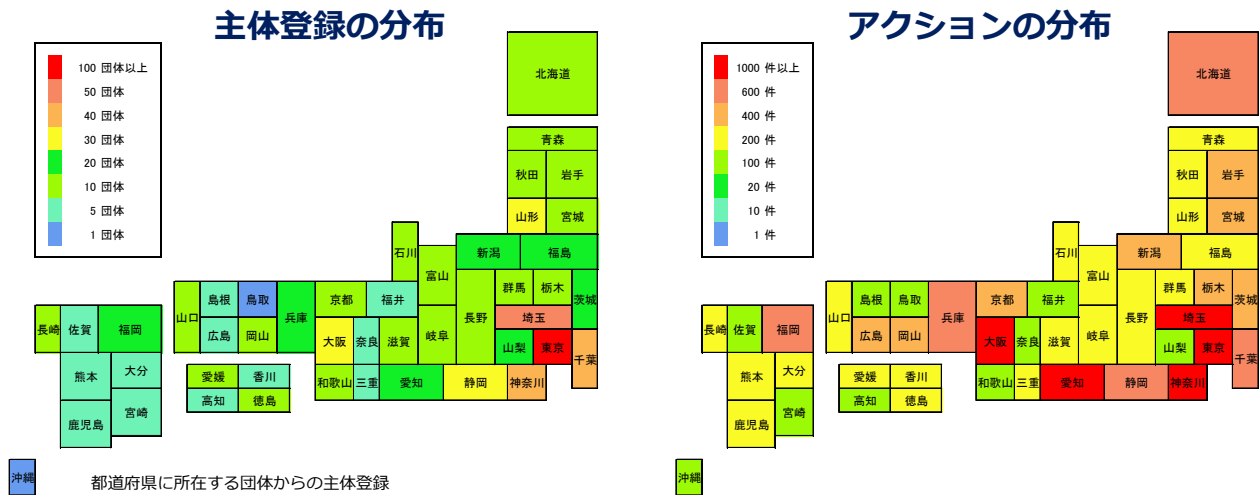 主体登録の分布
100 団体以上
50 団体
40 団体
30 団体
20 団体
10 団体
5 団体
1 団体
北海道
青森
秋田
岩手
山形
宮城
石川
新潟
福島
富山
群馬
栃木
茨城
山口
島根
鳥取
兵庫
京都
福井
長野
埼玉
長崎
佐賀
福岡
広島
岡山
大阪
奈良
滋賀
岐阜
山梨
東京
千葉
熊本
大分
愛媛
香川
和歌山
三重
愛知
静岡
神奈川
高知
徳島
鹿児島
宮崎
沖縄
都道府県に所在する団体からの主体登録
アクションの分布
1000 件以上
600 件
400 件
200 件
100 件
20 件
10 件
1 件
北海道
青森
秋田
岩手
山形
宮城
石川
新潟
福島
富山
群馬
栃木
茨城
山口
島根
鳥取
兵庫
京都
福井
長野
埼玉
長崎
佐賀
福岡
広島
岡山
大阪
奈良
滋賀
岐阜
山梨
東京
千葉
熊本
大分
愛媛
香川
和歌山
三重
愛知
静岡
神奈川
高知
徳島
鹿児島
宮崎
沖縄